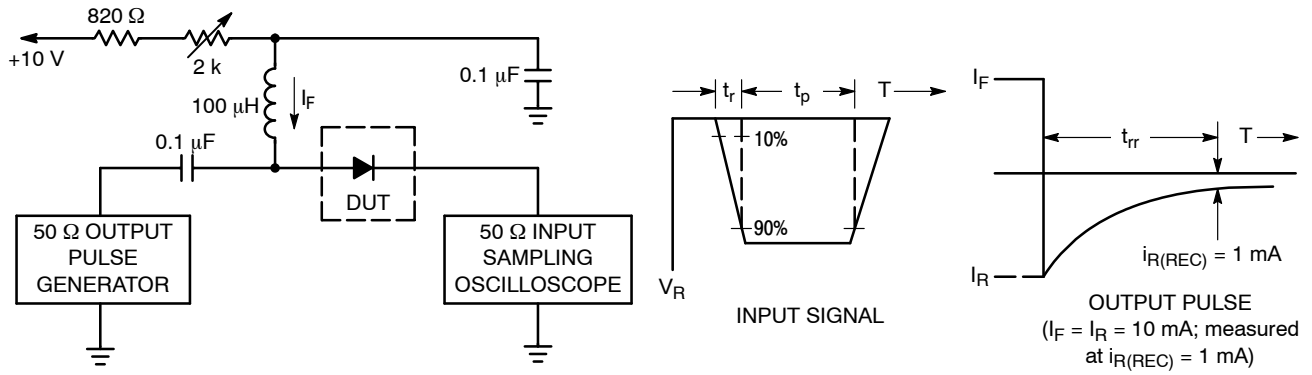 820 Ω
+10 V
2 k
100 μH
I_F
0.1 μF
0.1 μF
DUT
50 Ω OUTPUT
PULSE
GENERATOR
50 Ω INPUT
SAMPLING
OSCILLOSCOPE
t_r
t_p
T
10%
90%
V_R
INPUT SIGNAL
I_F
t_rr
T
I_R
i_R(REC) = 1 mA
OUTPUT PULSE
(I_F = I_R = 10 mA; measured
at i_R(REC) = 1 mA)